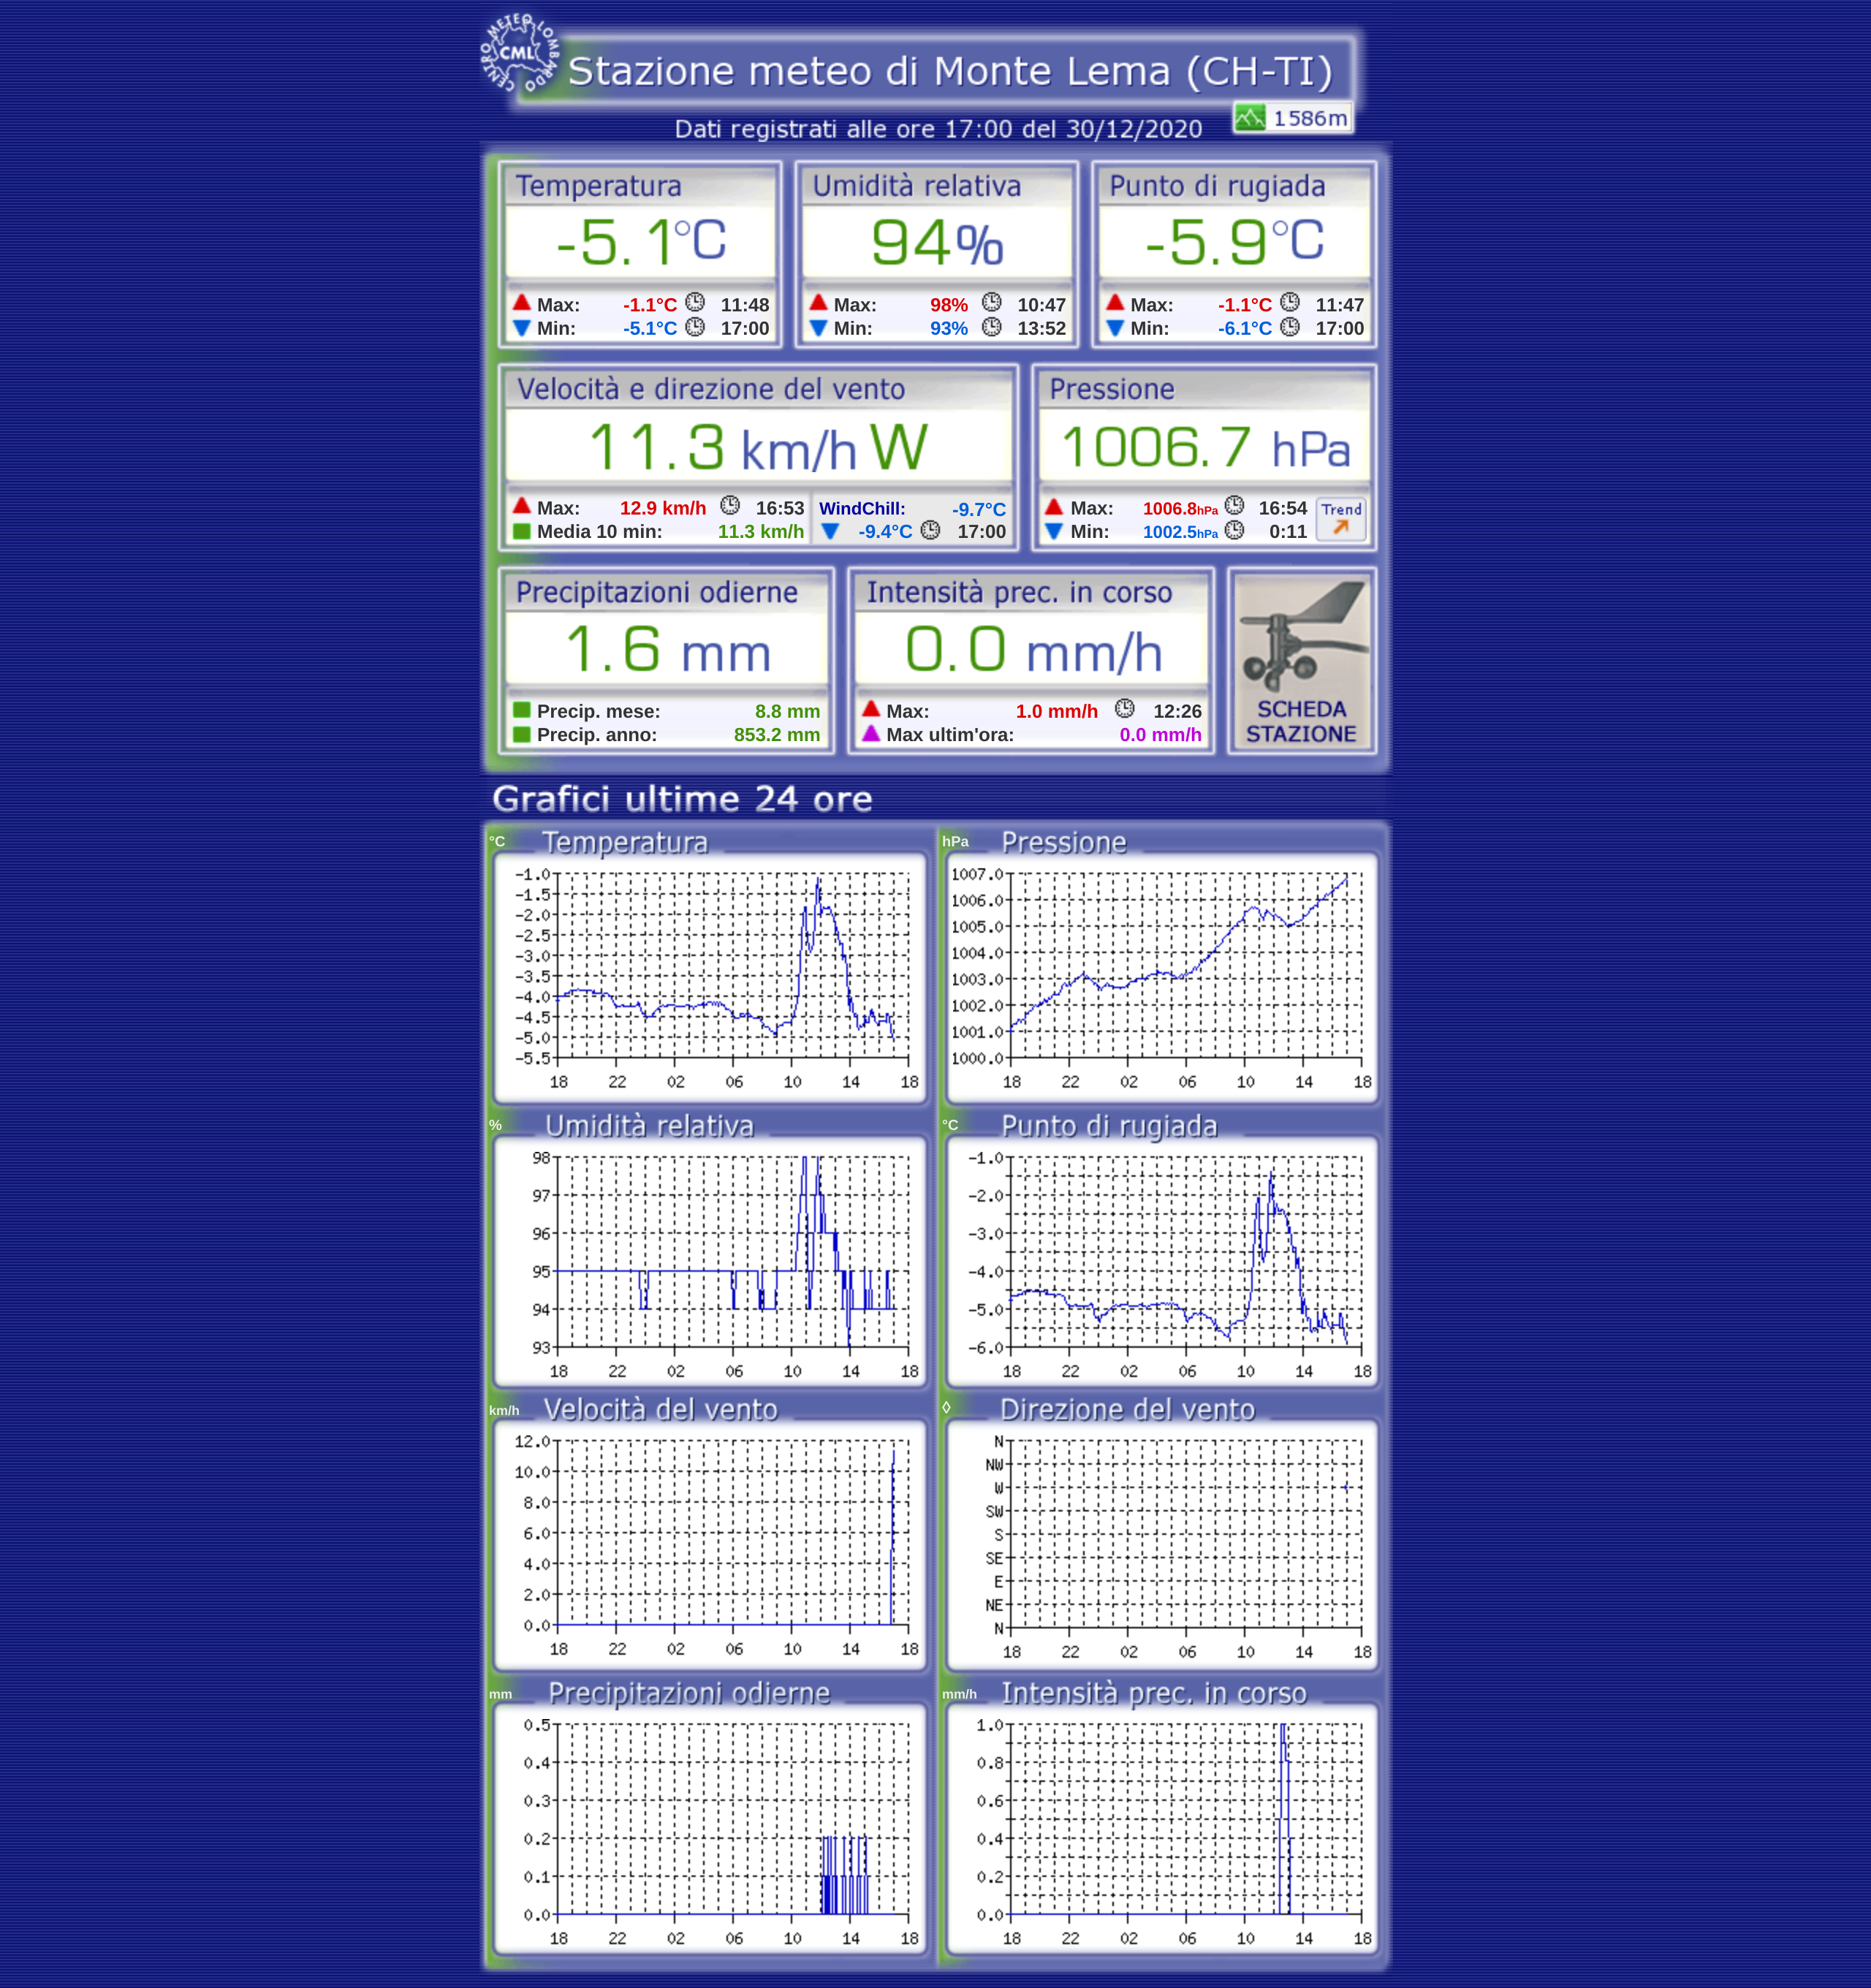 CENTRO METEO LOMBARDO
CML
Stazione meteo di Monte Lema (CH-TI)
1586m
Dati registrati alle ore 17:00 del 30/12/2020
Temperatura Umidità relativa Punto di rugiada
-5.1°C 94% -5.9°C
Max: -1.1°C 11:48 Max: 98% 10:47 Max: -1.1°C 11:47
Min: -5.1°C 17:00 Min: 93% 13:52 Min: -6.1°C 17:00
Velocità e direzione del vento Pressione
11.3 km/h W 1006.7 hPa
Max: 12.9 km/h 16:53 WindChill: -9.7°C Max: 1006.8hPa 16:54 Trend
Media 10 min: 11.3 km/h -9.4°C 17:00 Min: 1002.5hPa 0:11
Precipitazioni odierne Intensità prec. in corso
1.6 mm 0.0 mm/h
Precip. mese: 8.8 mm Max: 1.0 mm/h 12:26 SCHEDA
Precip. anno: 853.2 mm Max ultim'ora: 0.0 mm/h STAZIONE
Grafici ultime 24 ore
°C Temperatura
-1.0
-1.5
-2.0
-2.5
-3.0
-3.5
-4.0
-4.5
-5.0
-5.5
18 22 02 06 10 14 18
hPa Pressione
1007.0
1006.0
1005.0
1004.0
1003.0
1002.0
1001.0
1000.0
18 22 02 06 10 14 18
% Umidità relativa
98
97
96
95
94
93
18 22 02 06 10 14 18
°C Punto di rugiada
-1.0
-2.0
-3.0
-4.0
-5.0
-6.0
18 22 02 06 10 14 18
km/h Velocità del vento
12.0
10.0
8.0
6.0
4.0
2.0
0.0
18 22 02 06 10 14 18
◊ Direzione del vento
N
NW
W
SW
S
SE
E
NE
N
18 22 02 06 10 14 18
mm Precipitazioni odierne
0.5
0.4
0.3
0.2
0.1
0.0
18 22 02 06 10 14 18
mm/h Intensità prec. in corso
1.0
0.8
0.6
0.4
0.2
0.0
18 22 02 06 10 14 18